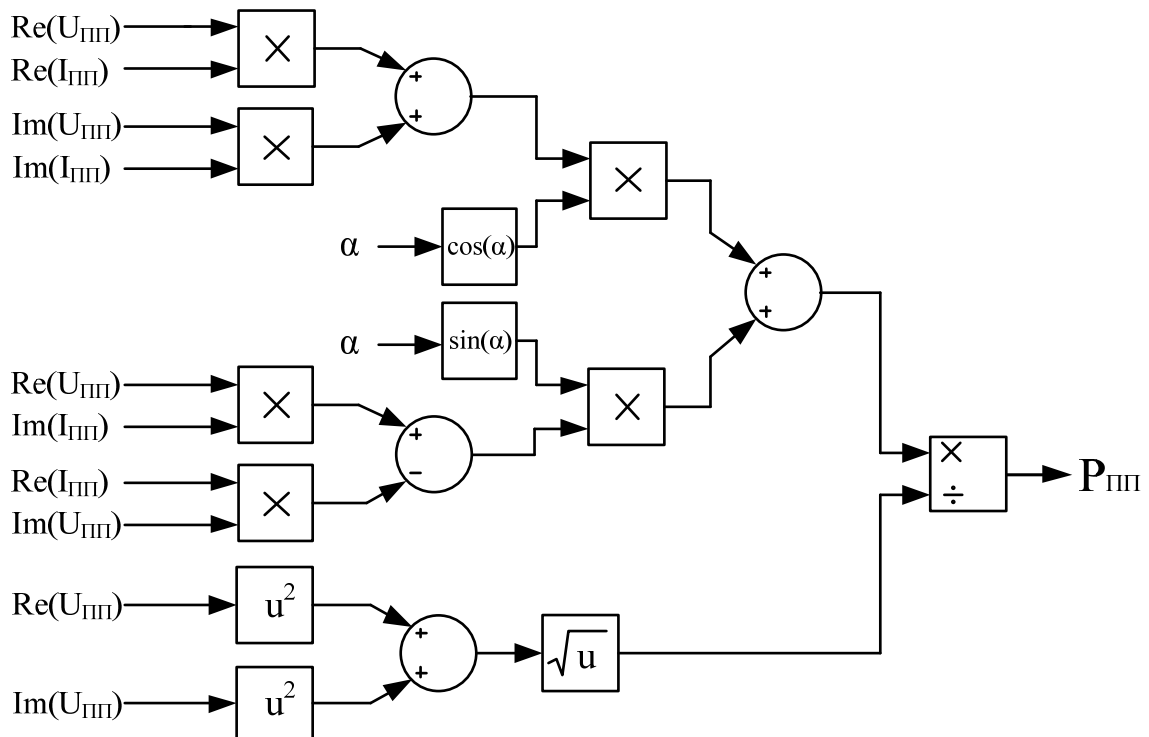 Re(Uпп)
Re(Iпп)
×
+
Im(Uпп)
Im(Iпп)
×
+
×
α
cos(α)
+
+
α
sin(α)
Re(Uпп)
Im(Iпп)
×
×
+
−
×
÷
Pпп
Re(Iпп)
Im(Uпп)
×
Re(Uпп)
u²
+
+
√u
Im(Uпп)
u²